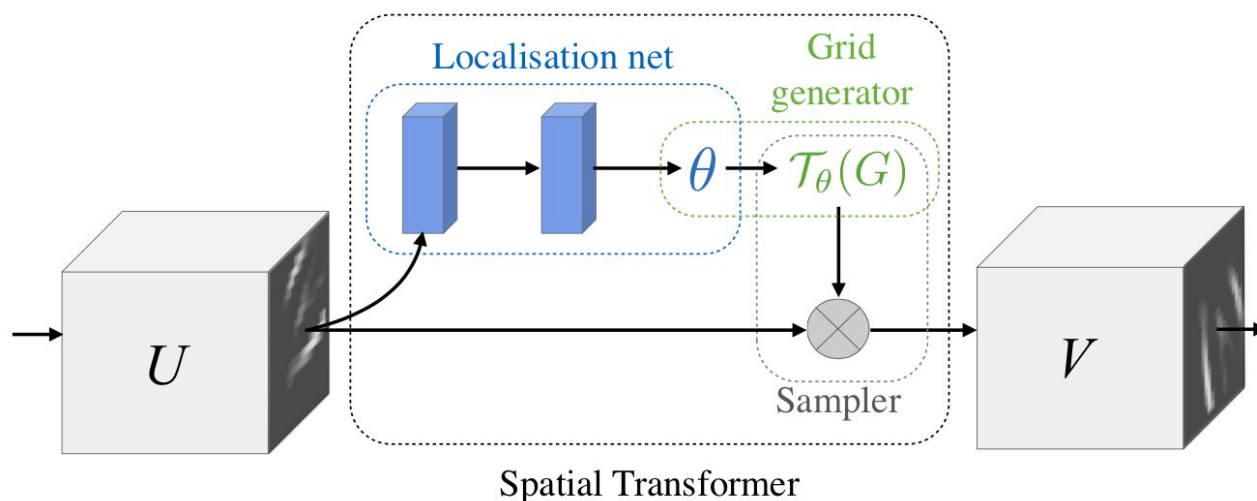 Localisation net
Grid
generator
θ
𝒯θ(G)
U
V
Sampler
Spatial Transformer